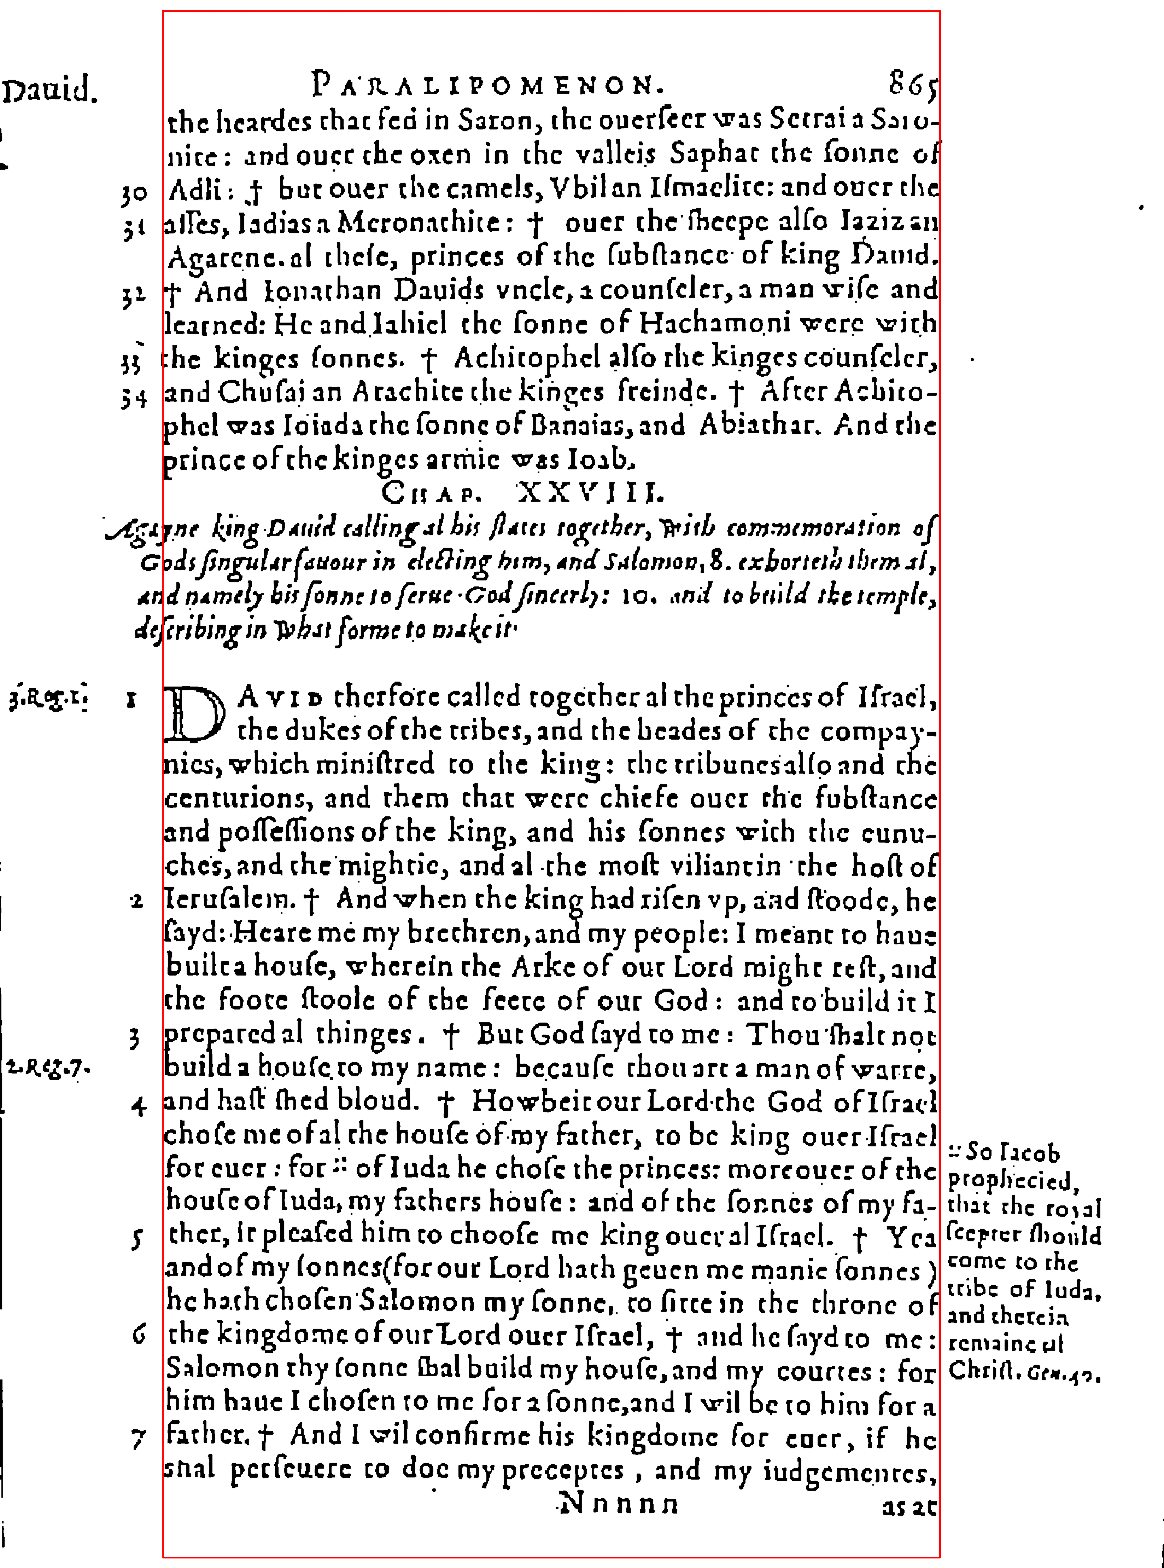 Dauid. PARALIPOMENON. 865
the heardes that fed in Saron, the ouerſeer was Setrai a Saro-
nite: and ouer the oxen in the valleis Saphat the ſonne of
30 Adli: † but ouer the camels, Vbil an Iſmaelite: and ouer the
31 aſſes, Iadias a Meronathite: † ouer the ſheepe alſo Iaziz an
Agarene. al theſe, princes of the ſubſtance of king Dauid.
32 † And Ionathan Dauids vncle, a counſeler, a man wiſe and
learned: He and Iahiel the ſonne of Hachamoni were with
33 the kinges ſonnes. † Achitophel alſo the kinges counſeler,
34 and Chuſai an Arachite the kinges freinde. † After Achito-
phel was Ioiada the ſonne of Banaias, and Abiathar. And the
prince of the kinges armie was Ioab.
CHAP. XXVIII.
Agayne king Dauid calling al his ſtates together, with commemoration of
Gods ſingular fauour in electing him, and Salomon, 8. exhorteth them al,
and namely his ſonne to ſerue God ſincerly: 10. and to build the temple,
deſcribing in what forme to make it.
3. Reg. 1. 1 DAVID therfore called together al the princes of Iſrael,
the dukes of the tribes, and the heades of the compay-
nies, which miniſtred to the king: the tribunes alſo and the
centurions, and them that were chiefe ouer the ſubſtance
and poſſeſſions of the king, and his ſonnes with the eunu-
ches, and the mightie, and al the moſt viliant in the hoſt of
2 Ieruſalem. † And when the king had riſen vp, and ſtoode, he
ſayd: Heare me my brethren, and my people: I meant to haue
built a houſe, wherein the Arke of our Lord might reſt, and
the foote ſtoole of the feete of our God: and to build it I
3 prepared al thinges. † But God ſayd to me: Thou ſhalt not
2. Reg. 7. build a houſe to my name: becauſe thou art a man of warre,
4 and haſt ſhed bloud. † Howbeit our Lord the God of Iſrael
choſe me of al the houſe of my father, to be king ouer Iſrael
for euer: for :: of Iuda he choſe the princes: moreouer of the
houſe of Iuda, my fathers houſe: and of the ſonnes of my fa-
5 ther, it pleaſed him to chooſe me king ouer al Iſrael. † Yea
and of my ſonnes (for our Lord hath geuen me manie ſonnes)
he hath choſen Salomon my ſonne, to ſitte in the throne of
6 the kingdome of our Lord ouer Iſrael, † and he ſayd to me:
Salomon thy ſonne ſhal build my houſe, and my courtes: for
him haue I choſen to me for a ſonne, and I wil be to him for a
7 father. † And I wil confirme his kingdome for euer, if he
shal perſeuere to doe my preceptes, and my iudgementes,
Nnnnn as at
:: So Iacob
prophecied,
that the royal
ſcepter ſhould
come to the
tribe of Iuda,
and therein
remaine til
Chriſt. Gen. 49.